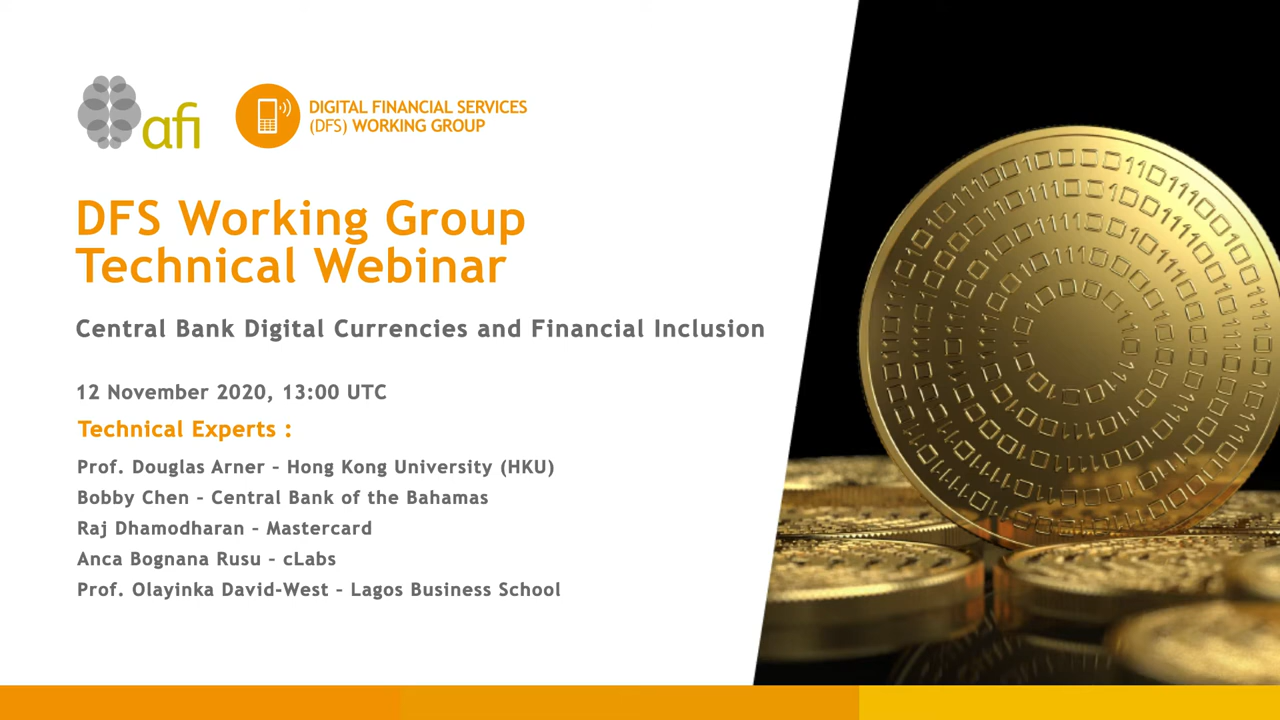 afi
DIGITAL FINANCIAL SERVICES
(DFS) WORKING GROUP
DFS Working Group
Technical Webinar
Central Bank Digital Currencies and Financial Inclusion
12 November 2020, 13:00 UTC
Technical Experts :
Prof. Douglas Arner – Hong Kong University (HKU)
Bobby Chen – Central Bank of the Bahamas
Raj Dhamodharan – Mastercard
Anca Bognana Rusu – cLabs
Prof. Olayinka David-West – Lagos Business School